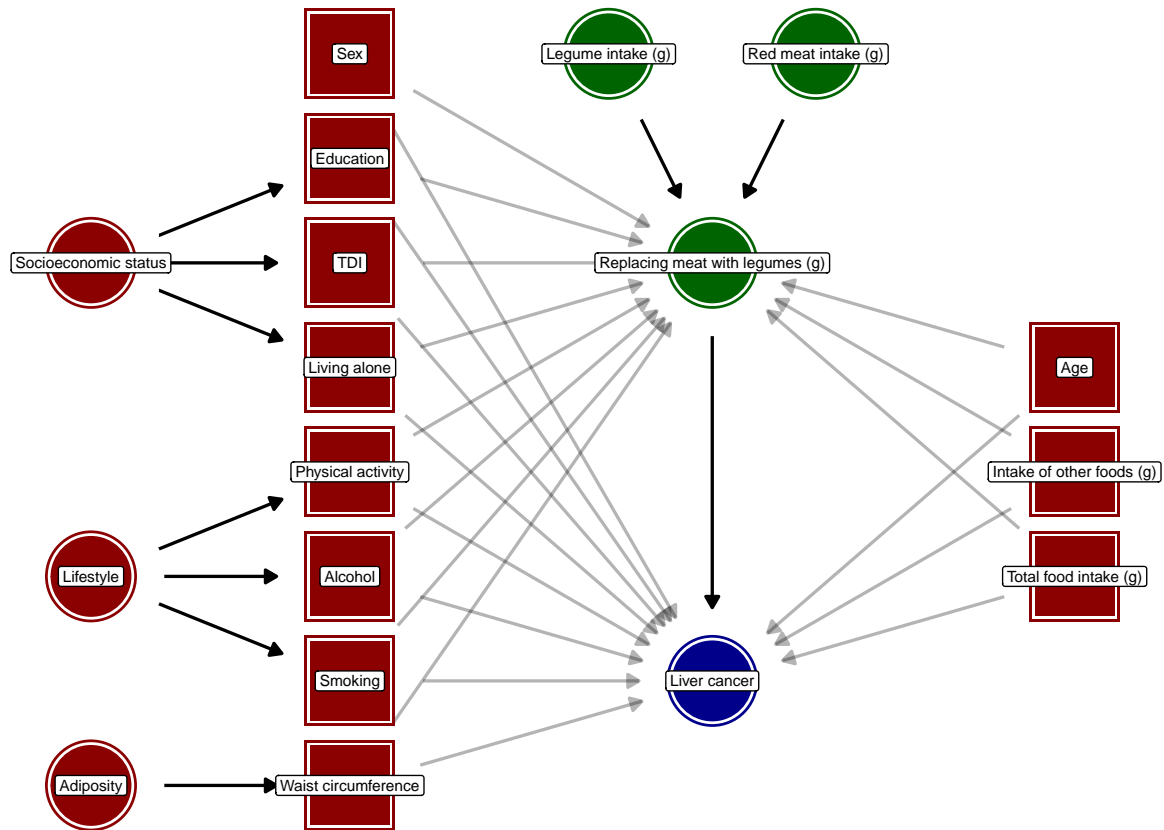 Sex
Legume intake (g)
Red meat intake (g)
Education
Socioeconomic status
TDI
Replacing meat with legumes (g)
Living alone
Age
Physical activity
Intake of other foods (g)
Lifestyle
Alcohol
Total food intake (g)
Smoking
Liver cancer
Adiposity
Waist circumference